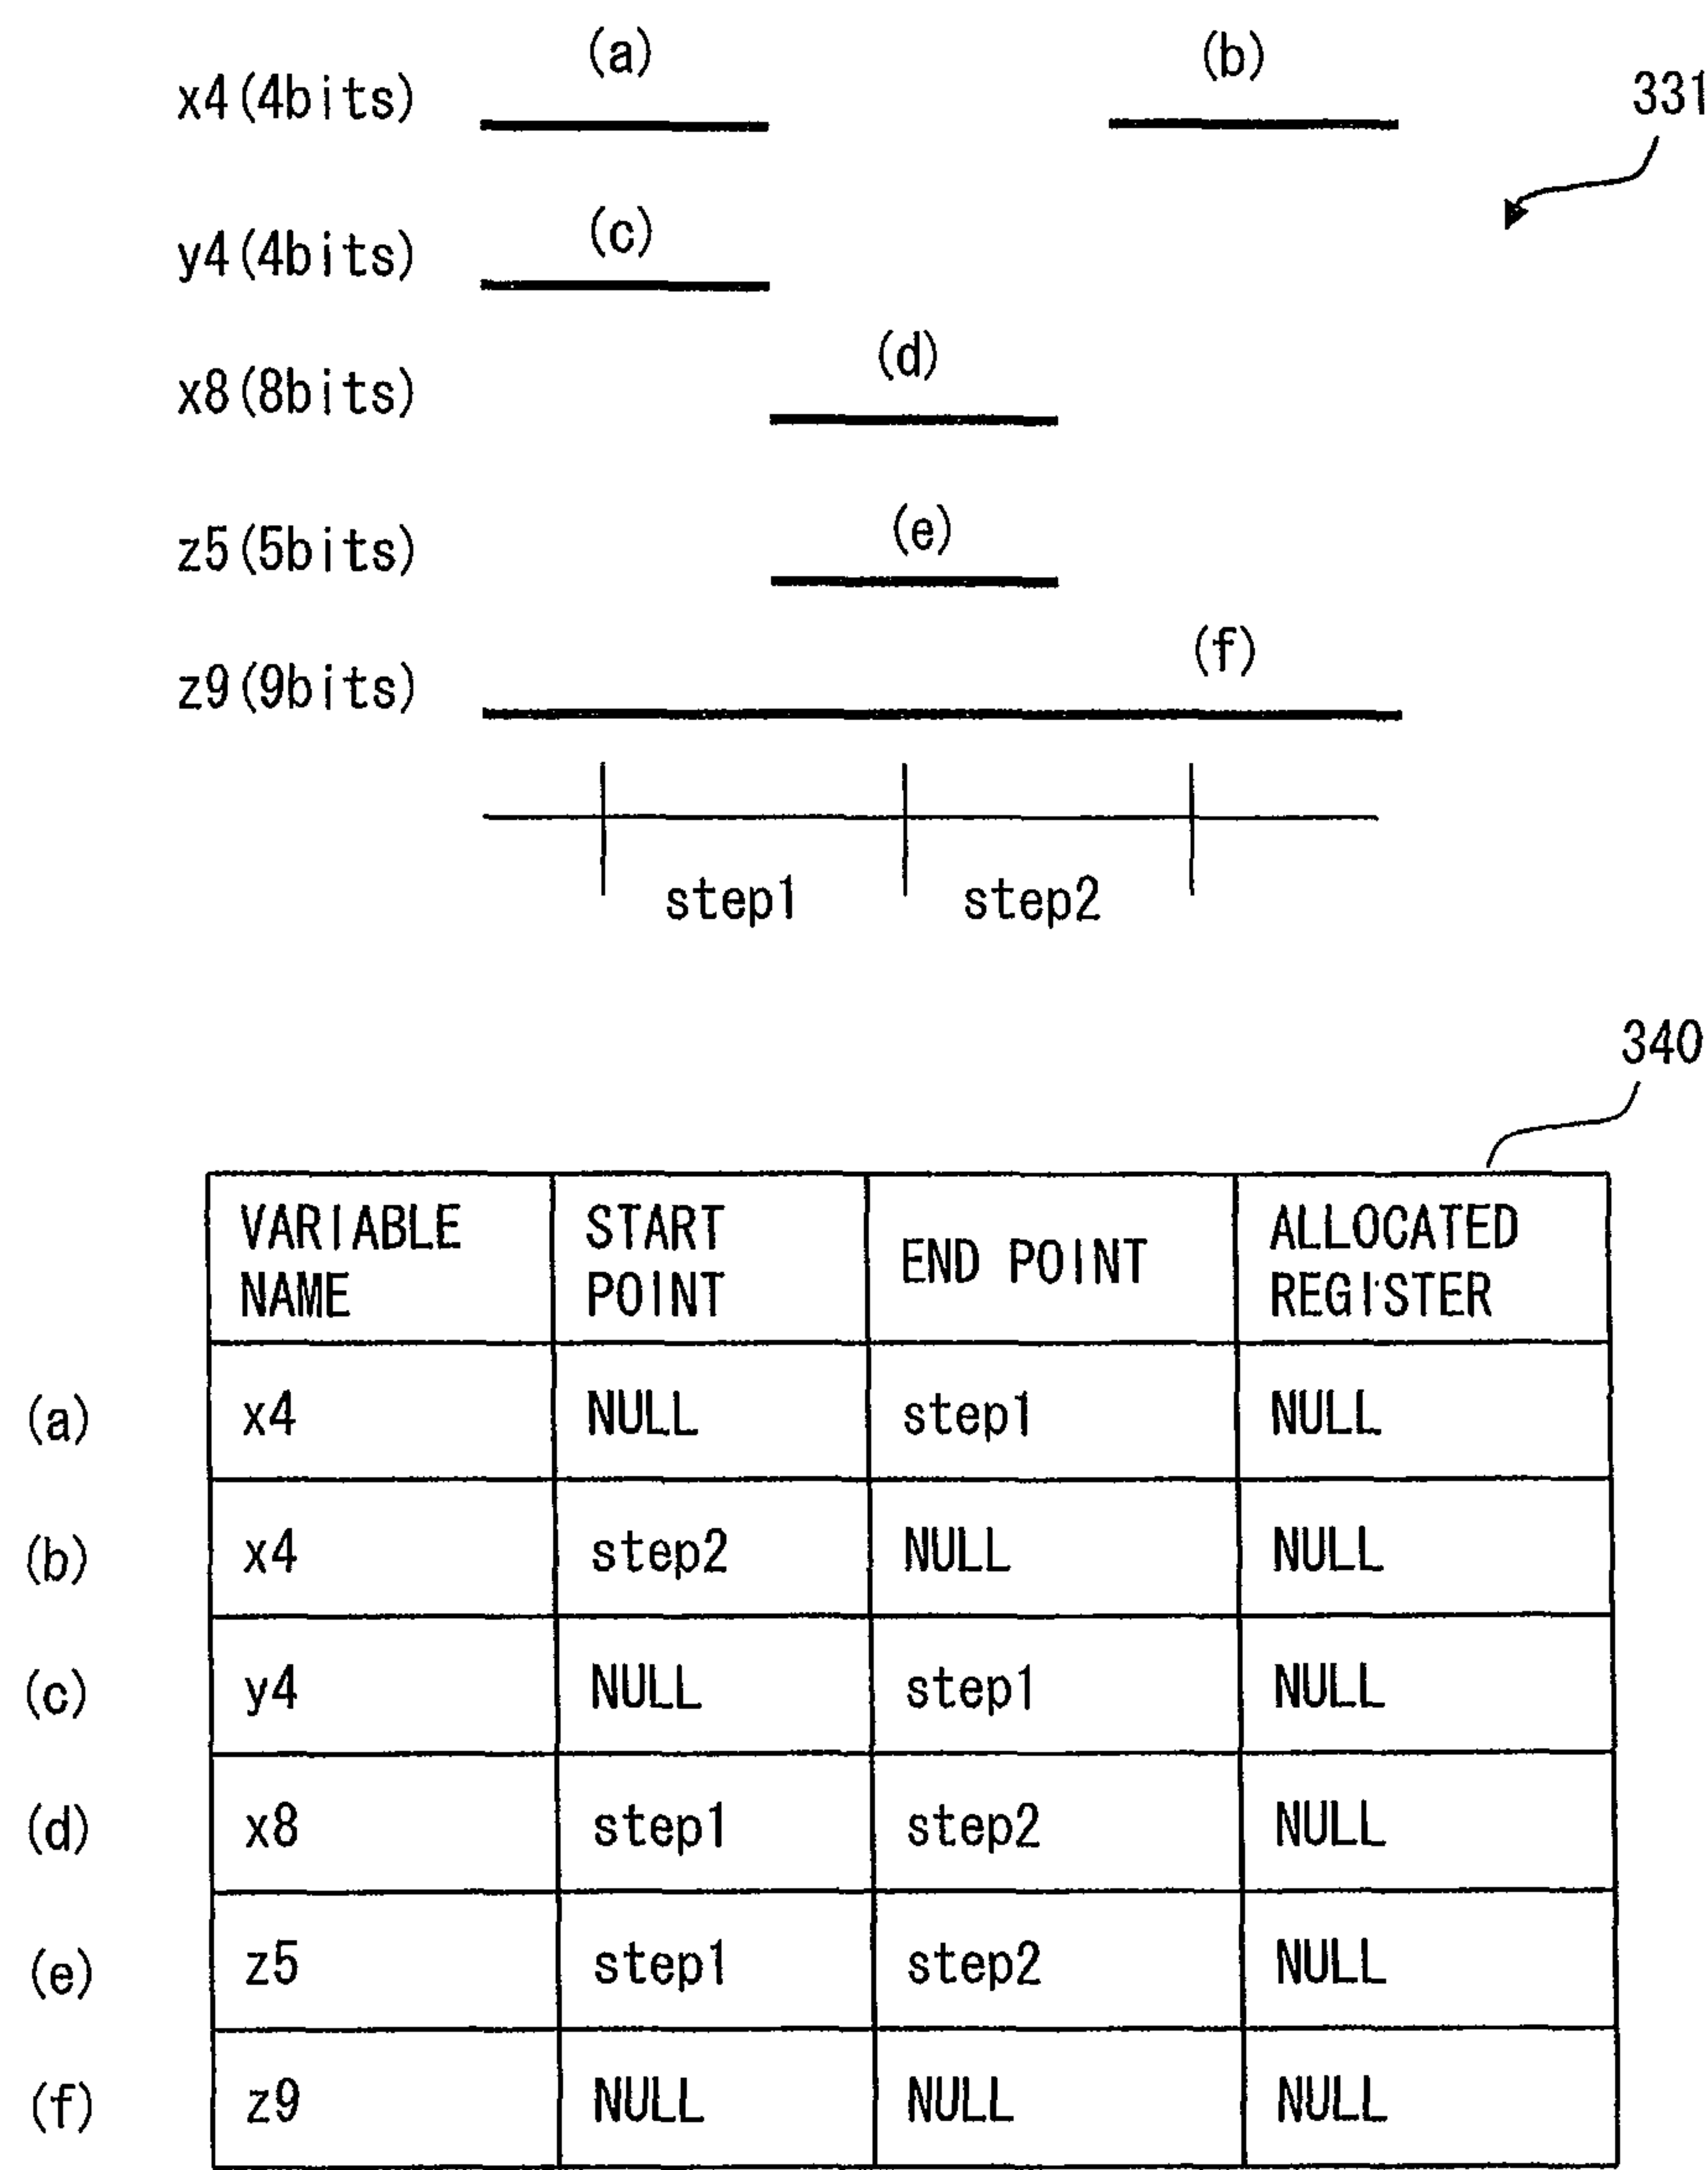 (a) (b)
x4(4bits)
331
(c)
y4(4bits)
(d)
x8(8bits)
(e)
z5(5bits)
(f)
z9(9bits)
step1 step2
340
VARIABLE NAME START POINT END POINT ALLOCATED REGISTER
(a) x4 NULL step1 NULL
(b) x4 step2 NULL NULL
(c) y4 NULL step1 NULL
(d) x8 step1 step2 NULL
(e) z5 step1 step2 NULL
(f) z9 NULL NULL NULL